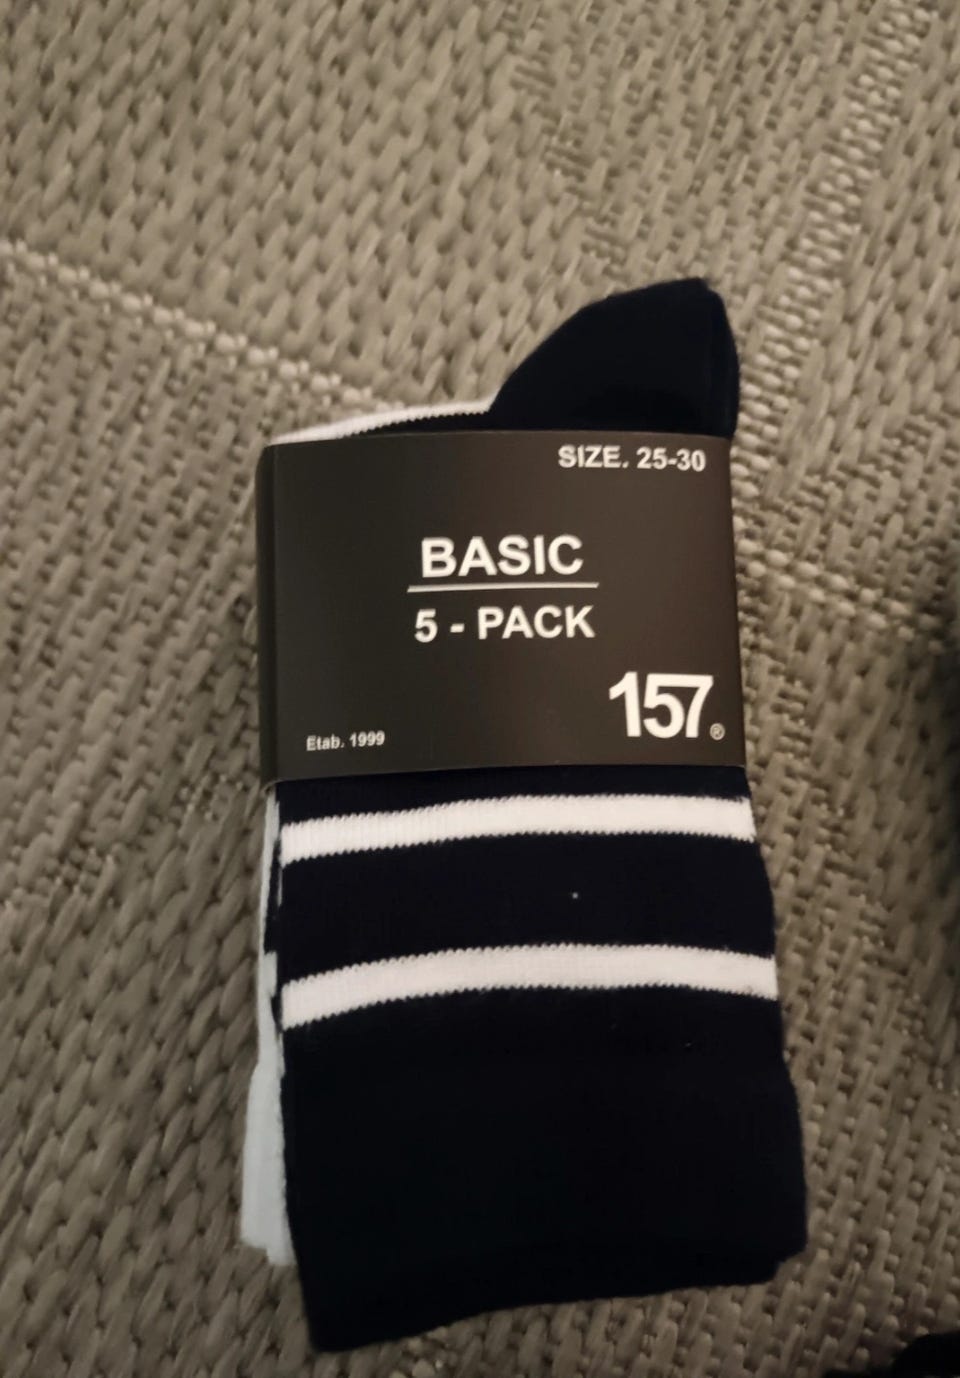 SIZE. 25-30
BASIC
5 - PACK
157®
Etab. 1999